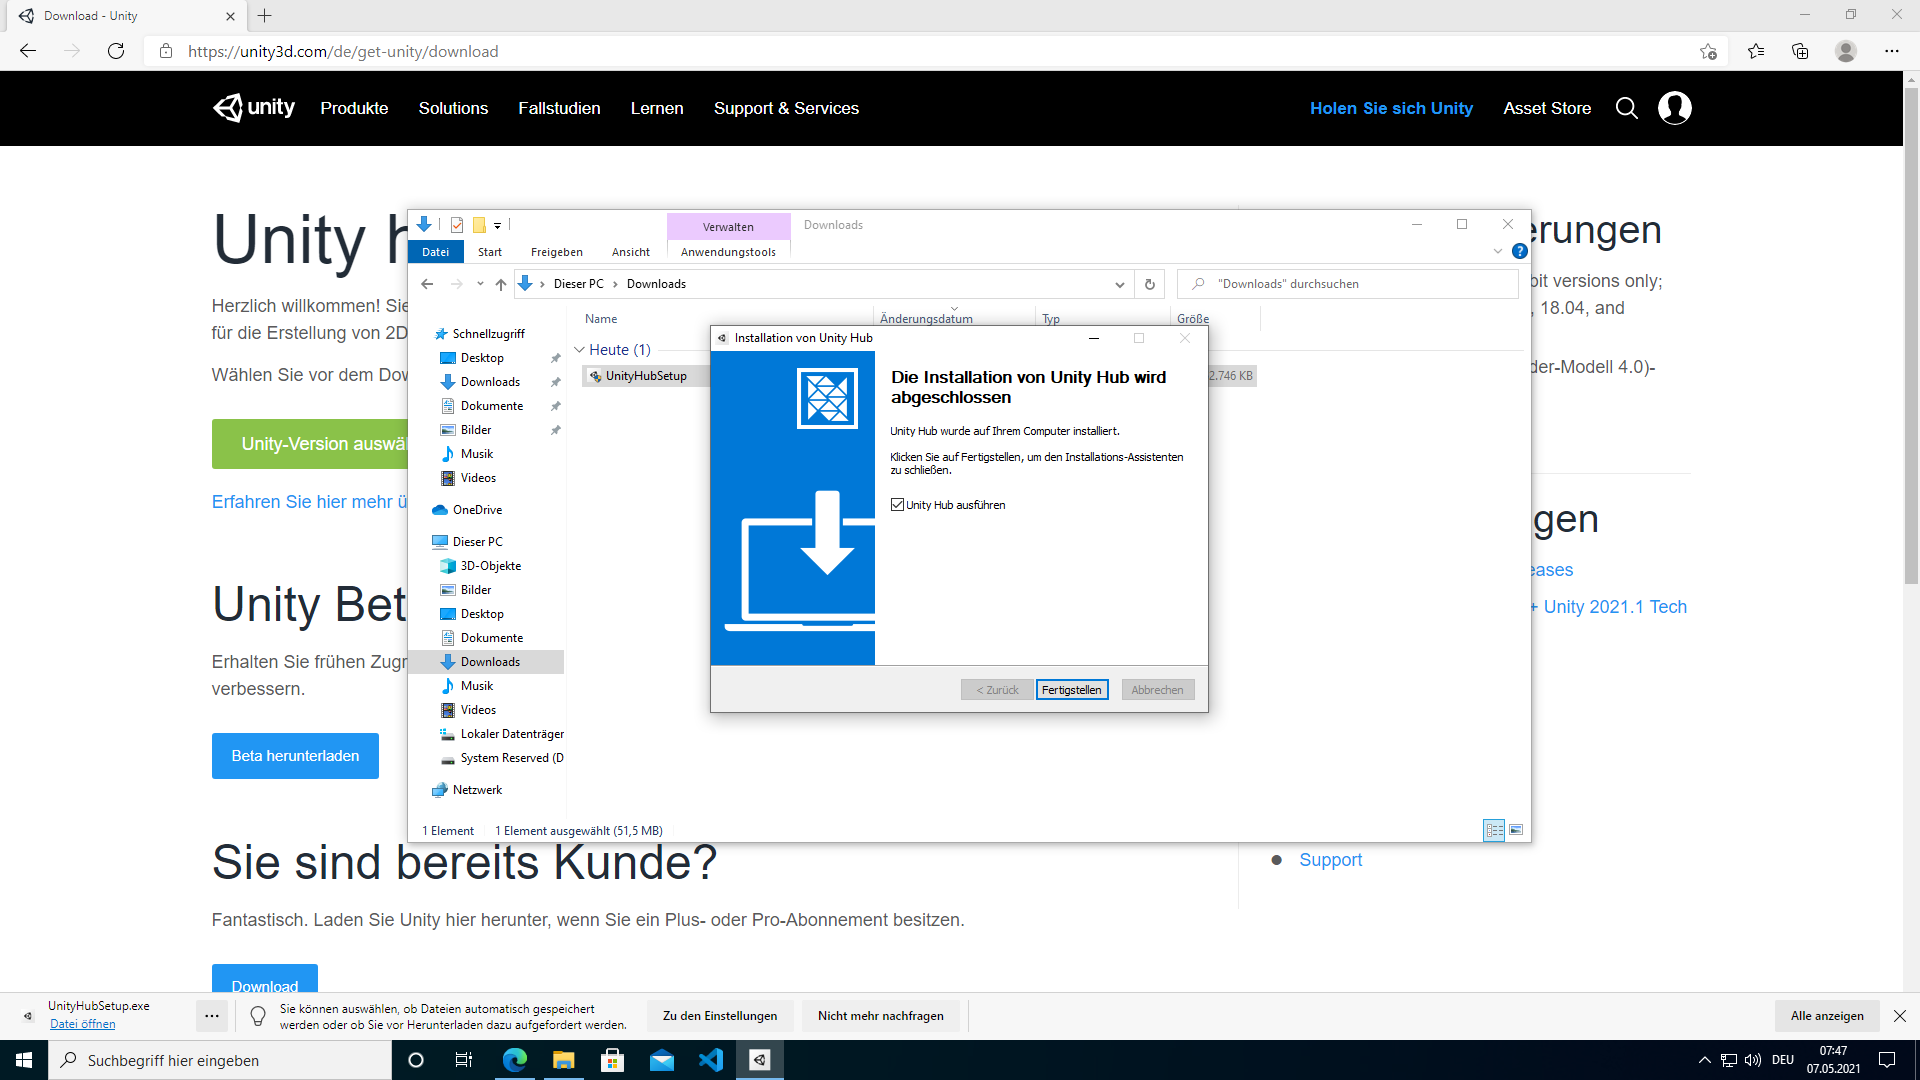 Download - Unity
https://unity3d.com/de/get-unity/download
unity
Produkte
Solutions
Fallstudien
Lernen
Support & Services
Holen Sie sich Unity
Asset Store
Unity
Herzlich willkommen! Sie
für die Erstellung von 2D
Wählen Sie vor dem Dow
Unity-Version auswäl
Erfahren Sie hier mehr ü
Unity Bet
Erhalten Sie frühen Zugr
verbessern.
Beta herunterladen
Sie sind bereits Kunde?
Fantastisch. Laden Sie Unity hier herunter, wenn Sie ein Plus- oder Pro-Abonnement besitzen.
Download
erungen
bit versions only;
, 18.04, and
der-Modell 4.0)-
gen
eases
+ Unity 2021.1 Tech
Support
Verwalten
Downloads
Datei
Start
Freigeben
Ansicht
Anwendungstools
Dieser PC
Downloads
"Downloads" durchsuchen
Schnellzugriff
Desktop
Downloads
Dokumente
Bilder
Musik
Videos
OneDrive
Dieser PC
3D-Objekte
Bilder
Desktop
Dokumente
Downloads
Musik
Videos
Lokaler Datenträger
System Reserved (D
Netzwerk
Name
Änderungsdatum
Typ
Größe
Heute (1)
UnityHubSetup
2.746 KB
1 Element
1 Element ausgewählt (51,5 MB)
Installation von Unity Hub
Die Installation von Unity Hub wird
abgeschlossen
Unity Hub wurde auf Ihrem Computer installiert.
Klicken Sie auf Fertigstellen, um den Installations-Assistenten
zu schließen.
Unity Hub ausführen
< Zurück
Fertigstellen
Abbrechen
UnityHubSetup.exe
Datei öffnen
Sie können auswählen, ob Dateien automatisch gespeichert
werden oder ob Sie vor Herunterladen dazu aufgefordert werden.
Zu den Einstellungen
Nicht mehr nachfragen
Alle anzeigen
Suchbegriff hier eingeben
DEU
07:47
07.05.2021